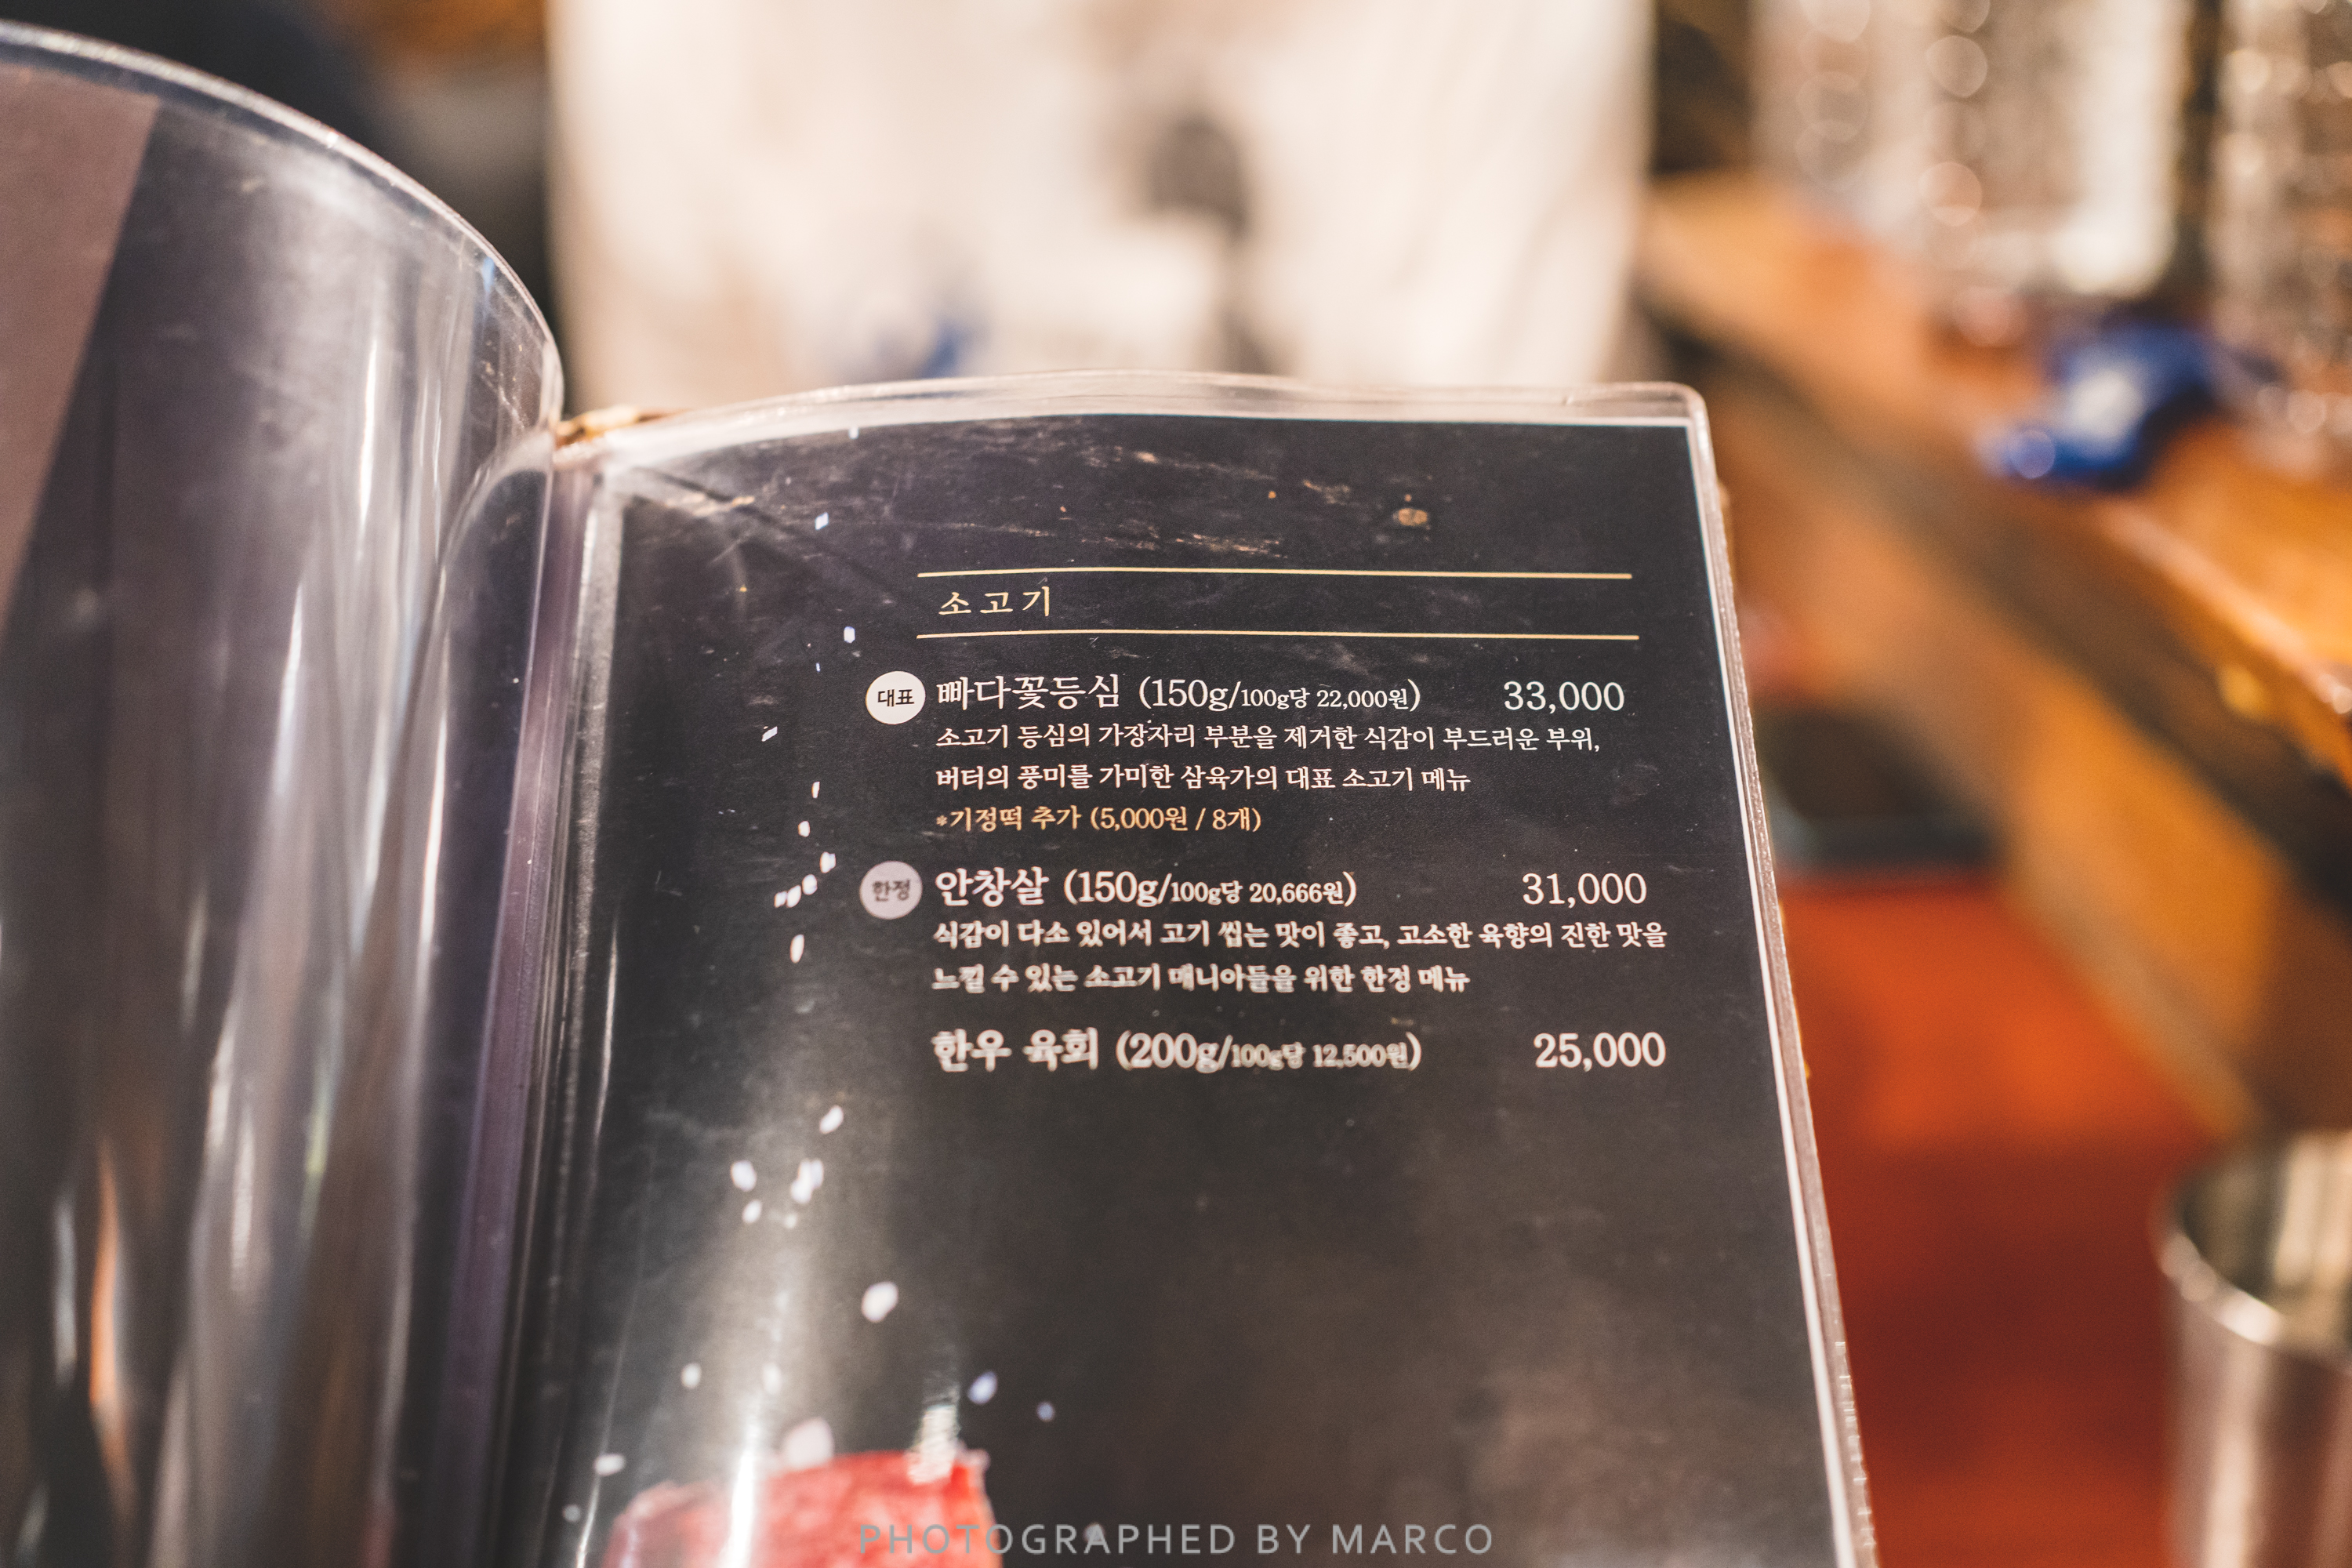 소고기
대표 빠다꽃등심 (150g/100g당 22,000원) 33,000
소고기 등심의 가장자리 부분을 제거한 식감이 부드러운 부위,
버터의 풍미를 가미한 삼육가의 대표 소고기 메뉴
*기정떡 추가 (5,000원 / 8개)
한정 안창살 (150g/100g당 20,666원) 31,000
식감이 다소 있어서 고기 씹는 맛이 좋고, 고소한 육향의 진한 맛을
느낄 수 있는 소고기 매니아들을 위한 한정 메뉴
한우 육회 (200g/100g당 12,500원) 25,000
PHOTOGRAPHED BY MARCO